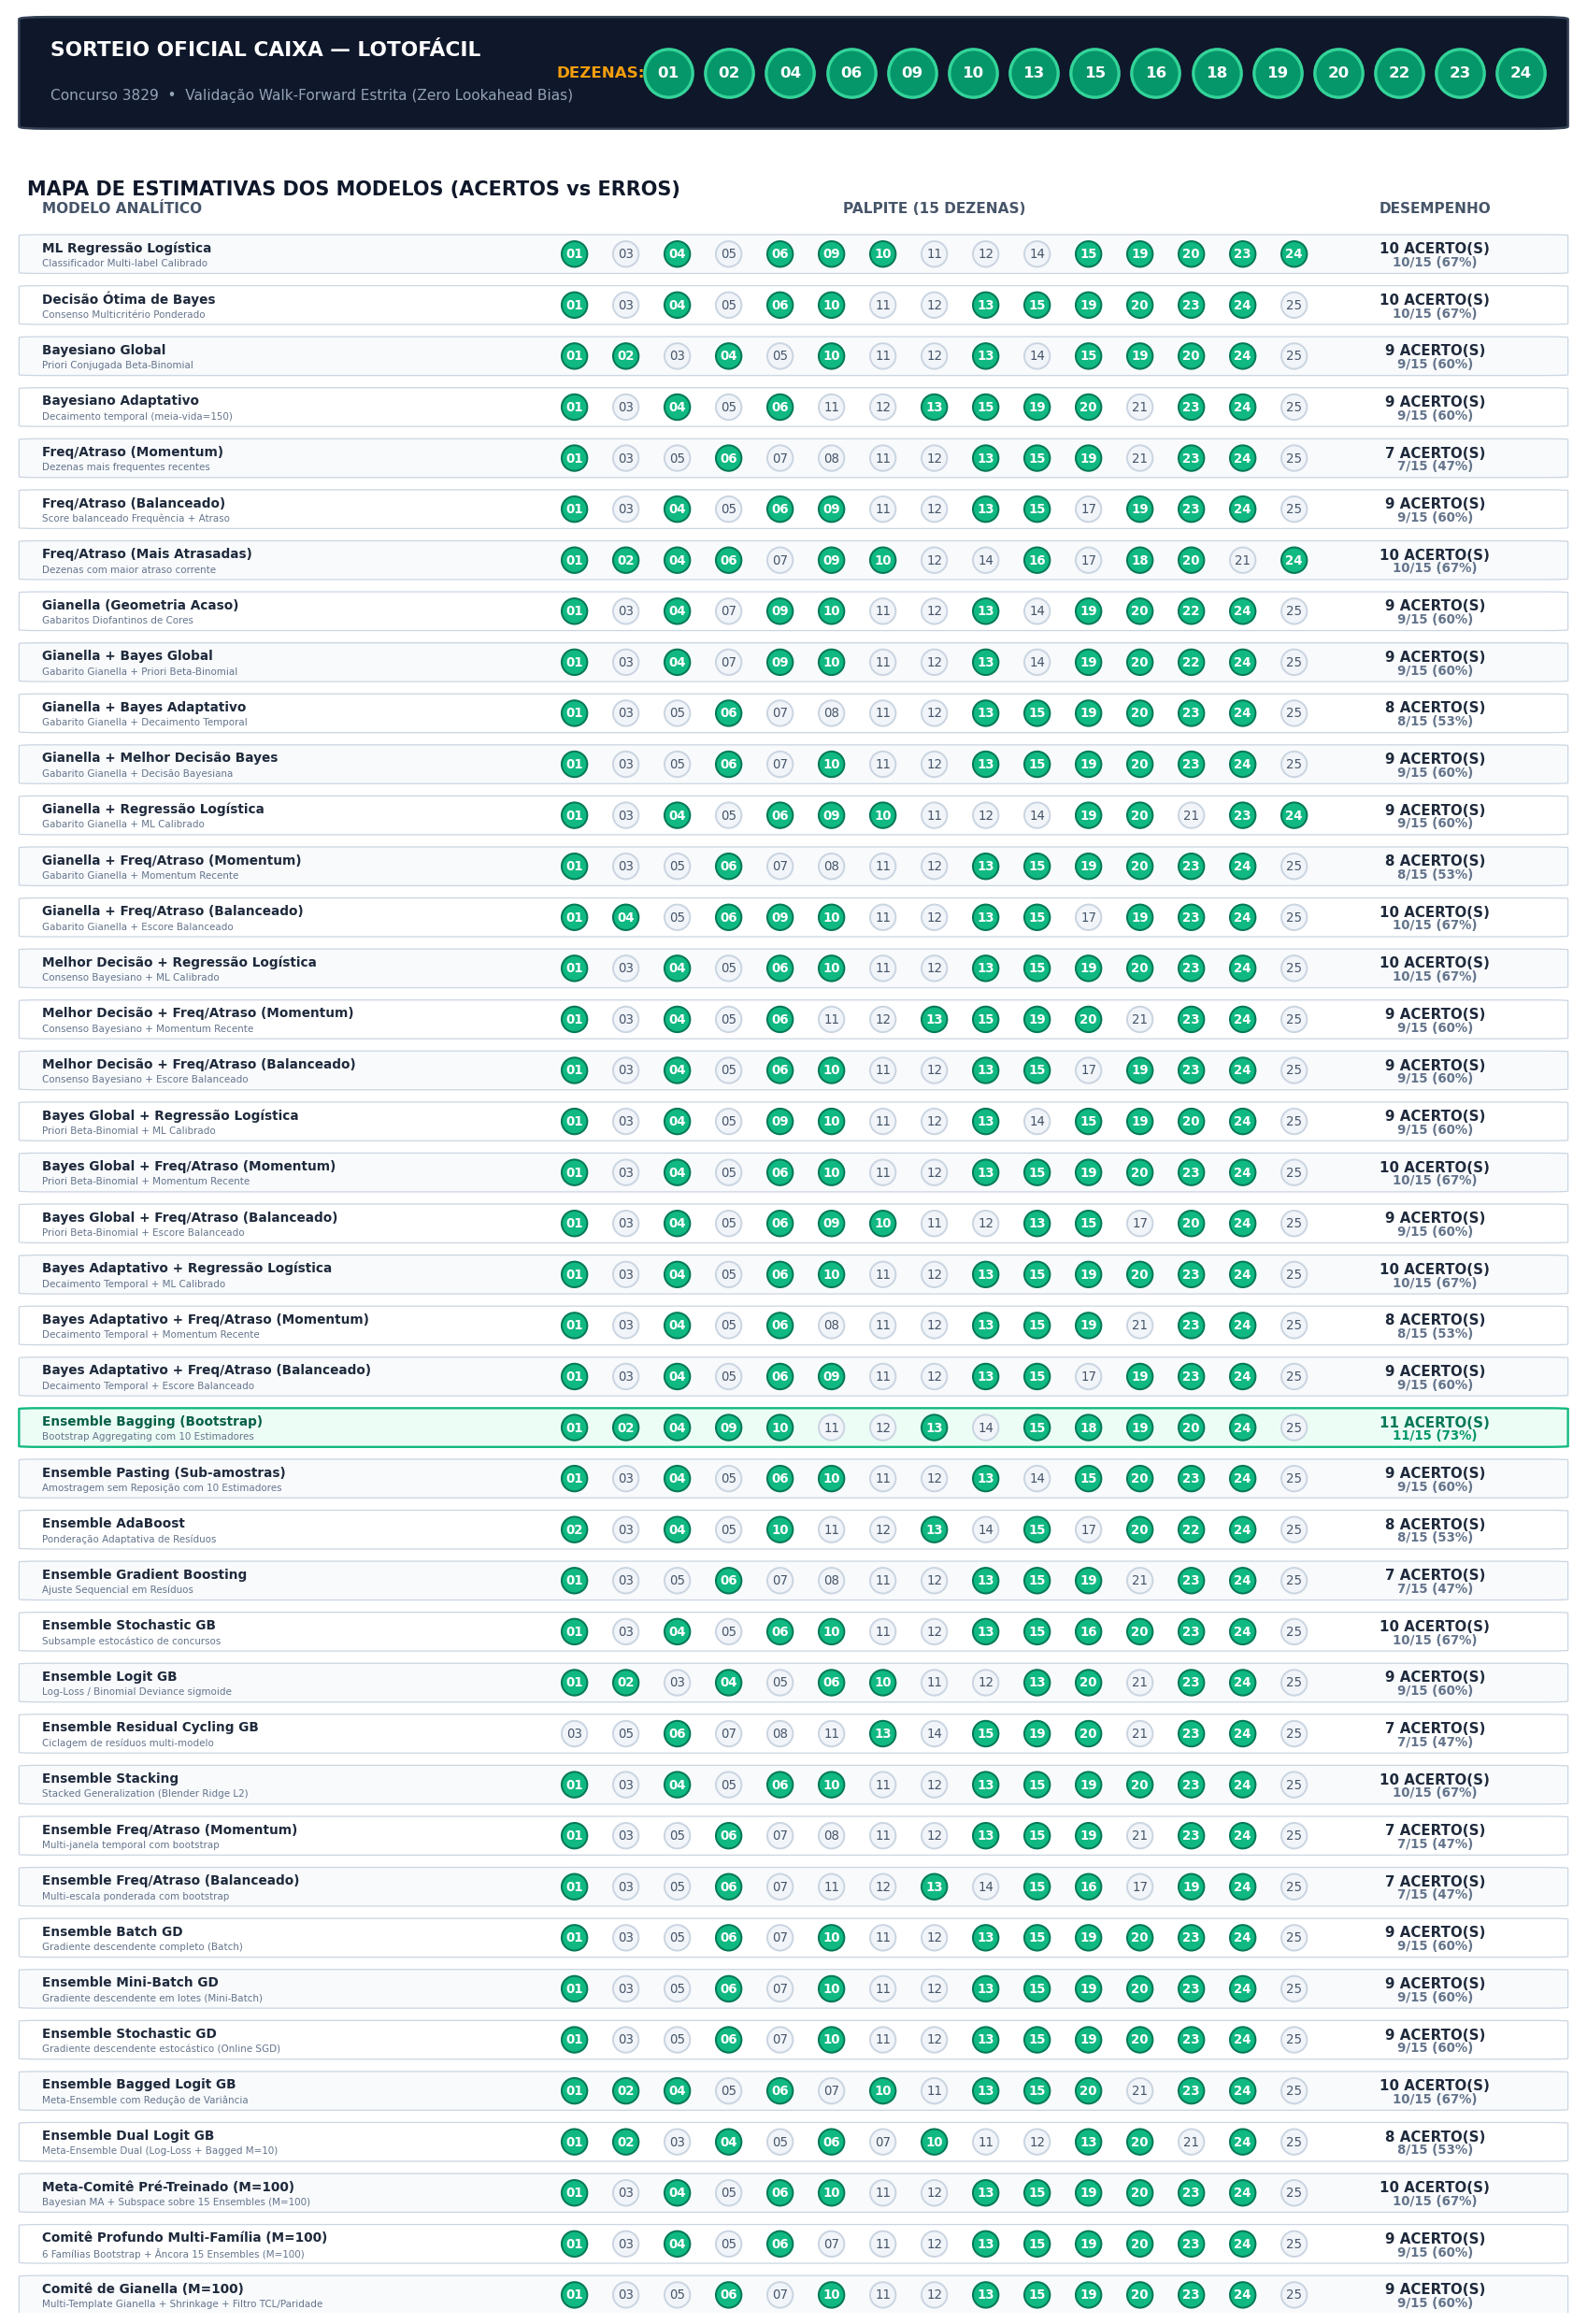 SORTEIO OFICIAL CAIXA — LOTOFÁCIL
DEZENAS: 01 02 04 06 09 10 13 15 16 18 19 20 22 23 24
Concurso 3829 • Validação Walk-Forward Estrita (Zero Lookahead Bias)
MAPA DE ESTIMATIVAS DOS MODELOS (ACERTOS vs ERROS)
MODELO ANALÍTICO PALPITE (15 DEZENAS) DESEMPENHO
ML Regressão Logística 01 03 04 05 06 09 10 11 12 14 15 19 20 23 24 10 ACERTO(S)
Classificador Multi-label Calibrado 10/15 (67%)
Decisão Ótima de Bayes 01 03 04 05 06 10 11 12 13 15 19 20 23 24 25 10 ACERTO(S)
Consenso Multicritério Ponderado 10/15 (67%)
Bayesiano Global 01 02 03 04 05 10 11 12 13 14 15 19 20 24 25 9 ACERTO(S)
Priori Conjugada Beta-Binomial 9/15 (60%)
Bayesiano Adaptativo 01 03 04 05 06 11 12 13 15 19 20 21 23 24 25 9 ACERTO(S)
Decaimento temporal (meia-vida=150) 9/15 (60%)
Freq/Atraso (Momentum) 01 03 05 06 07 08 11 12 13 15 19 21 23 24 25 7 ACERTO(S)
Dezenas mais frequentes recentes 7/15 (47%)
Freq/Atraso (Balanceado) 01 03 04 05 06 09 11 12 13 15 17 19 23 24 25 9 ACERTO(S)
Score balanceado Frequência + Atraso 9/15 (60%)
Freq/Atraso (Mais Atrasadas) 01 02 04 06 07 09 10 12 14 16 17 18 20 21 24 10 ACERTO(S)
Dezenas com maior atraso corrente 10/15 (67%)
Gianella (Geometria Acaso) 01 03 04 07 09 10 11 12 13 14 19 20 22 24 25 9 ACERTO(S)
Gabaritos Diofantinos de Cores 9/15 (60%)
Gianella + Bayes Global 01 03 04 07 09 10 11 12 13 14 19 20 22 24 25 9 ACERTO(S)
Gabarito Gianella + Priori Beta-Binomial 9/15 (60%)
Gianella + Bayes Adaptativo 01 03 05 06 07 08 11 12 13 15 19 20 23 24 25 8 ACERTO(S)
Gabarito Gianella + Decaimento Temporal 8/15 (53%)
Gianella + Melhor Decisão Bayes 01 03 05 06 07 10 11 12 13 15 19 20 23 24 25 9 ACERTO(S)
Gabarito Gianella + Decisão Bayesiana 9/15 (60%)
Gianella + Regressão Logística 01 03 04 05 06 09 10 11 12 14 19 20 21 23 24 9 ACERTO(S)
Gabarito Gianella + ML Calibrado 9/15 (60%)
Gianella + Freq/Atraso (Momentum) 01 03 05 06 07 08 11 12 13 15 19 20 23 24 25 8 ACERTO(S)
Gabarito Gianella + Momentum Recente 8/15 (53%)
Gianella + Freq/Atraso (Balanceado) 01 04 05 06 09 10 11 12 13 15 17 19 23 24 25 10 ACERTO(S)
Gabarito Gianella + Escore Balanceado 10/15 (67%)
Melhor Decisão + Regressão Logística 01 03 04 05 06 10 11 12 13 15 19 20 23 24 25 10 ACERTO(S)
Consenso Bayesiano + ML Calibrado 10/15 (67%)
Melhor Decisão + Freq/Atraso (Momentum) 01 03 04 05 06 11 12 13 15 19 20 21 23 24 25 9 ACERTO(S)
Consenso Bayesiano + Momentum Recente 9/15 (60%)
Melhor Decisão + Freq/Atraso (Balanceado) 01 03 04 05 06 10 11 12 13 15 17 19 23 24 25 9 ACERTO(S)
Consenso Bayesiano + Escore Balanceado 9/15 (60%)
Bayes Global + Regressão Logística 01 03 04 05 09 10 11 12 13 14 15 19 20 24 25 9 ACERTO(S)
Priori Beta-Binomial + ML Calibrado 9/15 (60%)
Bayes Global + Freq/Atraso (Momentum) 01 03 04 05 06 10 11 12 13 15 19 20 23 24 25 10 ACERTO(S)
Priori Beta-Binomial + Momentum Recente 10/15 (67%)
Bayes Global + Freq/Atraso (Balanceado) 01 03 04 05 06 09 10 11 12 13 15 17 20 24 25 9 ACERTO(S)
Priori Beta-Binomial + Escore Balanceado 9/15 (60%)
Bayes Adaptativo + Regressão Logística 01 03 04 05 06 10 11 12 13 15 19 20 23 24 25 10 ACERTO(S)
Decaimento Temporal + ML Calibrado 10/15 (67%)
Bayes Adaptativo + Freq/Atraso (Momentum) 01 03 04 05 06 08 11 12 13 15 19 21 23 24 25 8 ACERTO(S)
Decaimento Temporal + Momentum Recente 8/15 (53%)
Bayes Adaptativo + Freq/Atraso (Balanceado) 01 03 04 05 06 09 11 12 13 15 17 19 23 24 25 9 ACERTO(S)
Decaimento Temporal + Escore Balanceado 9/15 (60%)
Ensemble Bagging (Bootstrap) 01 02 04 09 10 11 12 13 14 15 18 19 20 24 25 11 ACERTO(S)
Bootstrap Aggregating com 10 Estimadores 11/15 (73%)
Ensemble Pasting (Sub-amostras) 01 03 04 05 06 10 11 12 13 14 15 20 23 24 25 9 ACERTO(S)
Amostragem sem Reposição com 10 Estimadores 9/15 (60%)
Ensemble AdaBoost 02 03 04 05 10 11 12 13 14 15 17 20 22 24 25 8 ACERTO(S)
Ponderação Adaptativa de Resíduos 8/15 (53%)
Ensemble Gradient Boosting 01 03 05 06 07 08 11 12 13 15 19 21 23 24 25 7 ACERTO(S)
Ajuste Sequencial em Resíduos 7/15 (47%)
Ensemble Stochastic GB 01 03 04 05 06 10 11 12 13 15 16 20 23 24 25 10 ACERTO(S)
Subsample estocástico de concursos 10/15 (67%)
Ensemble Logit GB 01 02 03 04 05 06 10 11 12 13 20 21 23 24 25 9 ACERTO(S)
Log-Loss / Binomial Deviance sigmoide 9/15 (60%)
Ensemble Residual Cycling GB 03 05 06 07 08 11 13 14 15 19 20 21 23 24 25 7 ACERTO(S)
Ciclagem de resíduos multi-modelo 7/15 (47%)
Ensemble Stacking 01 03 04 05 06 10 11 12 13 15 19 20 23 24 25 10 ACERTO(S)
Stacked Generalization (Blender Ridge L2) 10/15 (67%)
Ensemble Freq/Atraso (Momentum) 01 03 05 06 07 08 11 12 13 15 19 21 23 24 25 7 ACERTO(S)
Multi-janela temporal com bootstrap 7/15 (47%)
Ensemble Freq/Atraso (Balanceado) 01 03 05 06 07 11 12 13 14 15 16 17 19 24 25 7 ACERTO(S)
Multi-escala ponderada com bootstrap 7/15 (47%)
Ensemble Batch GD 01 03 05 06 07 10 11 12 13 15 19 20 23 24 25 9 ACERTO(S)
Gradiente descendente completo (Batch) 9/15 (60%)
Ensemble Mini-Batch GD 01 03 05 06 07 10 11 12 13 15 19 20 23 24 25 9 ACERTO(S)
Gradiente descendente em lotes (Mini-Batch) 9/15 (60%)
Ensemble Stochastic GD 01 03 05 06 07 10 11 12 13 15 19 20 23 24 25 9 ACERTO(S)
Gradiente descendente estocástico (Online SGD) 9/15 (60%)
Ensemble Bagged Logit GB 01 02 04 05 06 07 10 11 13 15 20 21 23 24 25 10 ACERTO(S)
Meta-Ensemble com Redução de Variância 10/15 (67%)
Ensemble Dual Logit GB 01 02 03 04 05 06 07 10 11 12 13 20 21 24 25 8 ACERTO(S)
Meta-Ensemble Dual (Log-Loss + Bagged M=10) 8/15 (53%)
Meta-Comitê Pré-Treinado (M=100) 01 03 04 05 06 10 11 12 13 15 19 20 23 24 25 10 ACERTO(S)
Bayesian MA + Subspace sobre 15 Ensembles (M=100) 10/15 (67%)
Comitê Profundo Multi-Família (M=100) 01 03 04 05 06 07 11 12 13 15 19 20 23 24 25 9 ACERTO(S)
6 Famílias Bootstrap + Âncora 15 Ensembles (M=100) 9/15 (60%)
Comitê de Gianella (M=100) 01 03 05 06 07 10 11 12 13 15 19 20 23 24 25 9 ACERTO(S)
Multi-Template Gianella + Shrinkage + Filtro TCL/Paridade 9/15 (60%)